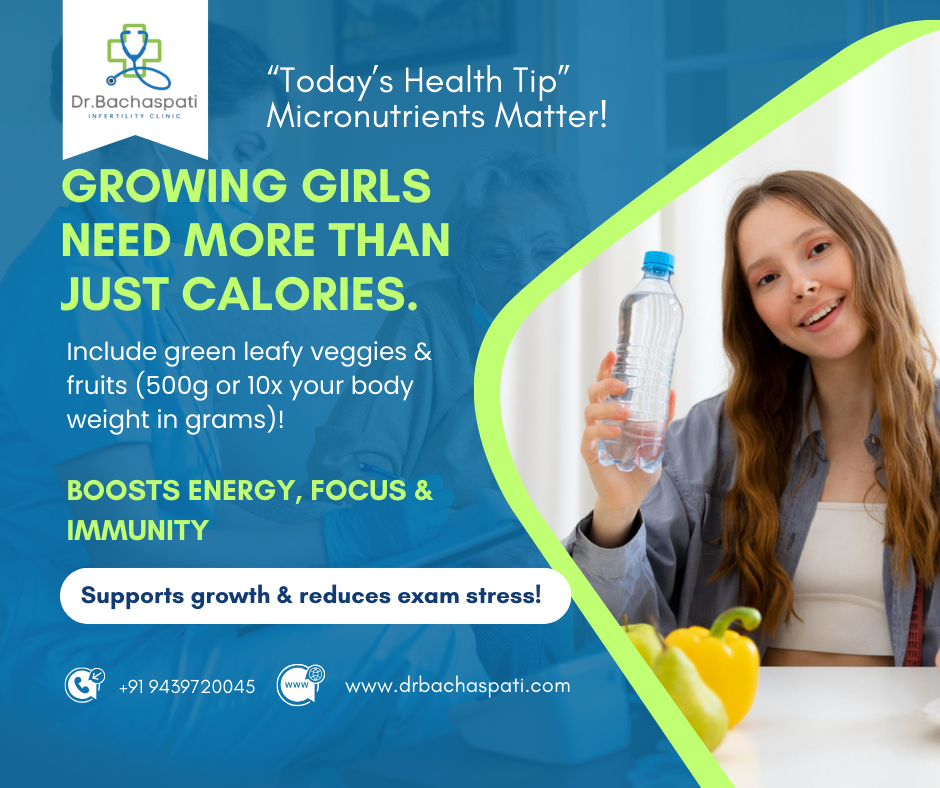 Dr.Bachaspati
INFERTILITY CLINIC
“Today’s Health Tip”
Micronutrients Matter!
GROWING GIRLS
NEED MORE THAN
JUST CALORIES.
Include green leafy veggies &
fruits (500g or 10x your body
weight in grams)!
BOOSTS ENERGY, FOCUS &
IMMUNITY
Supports growth & reduces exam stress!
+91 9439720045
www
www.drbachaspati.com